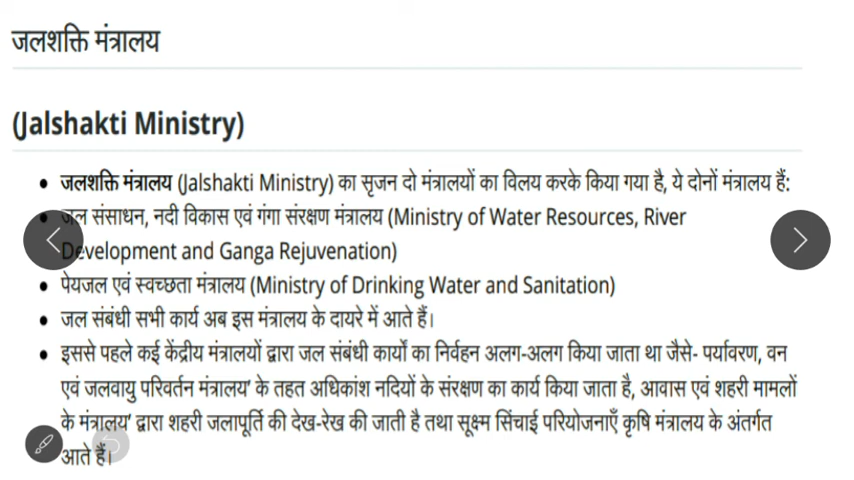 जलशक्ति मंत्रालय
(Jalshakti Ministry)
• जलशक्ति मंत्रालय (Jalshakti Ministry) का सृजन दो मंत्रालयों का विलय करके किया गया है, ये दोनों मंत्रालय हैं:
• जल संसाधन, नदी विकास एवं गंगा संरक्षण मंत्रालय (Ministry of Water Resources, River
Development and Ganga Rejuvenation)
• पेयजल एवं स्वच्छता मंत्रालय (Ministry of Drinking Water and Sanitation)
• जल संबंधी सभी कार्य अब इस मंत्रालय के दायरे में आते हैं।
• इससे पहले कई केंद्रीय मंत्रालयों द्वारा जल संबंधी कार्यों का निर्वहन अलग-अलग किया जाता था जैसे- पर्यावरण, वन
एवं जलवायु परिवर्तन मंत्रालय’ के तहत अधिकांश नदियों के संरक्षण का कार्य किया जाता है, आवास एवं शहरी मामलों
के मंत्रालय’ द्वारा शहरी जलापूर्ति की देख-रेख की जाती है तथा सूक्ष्म सिंचाई परियोजनाएँ कृषि मंत्रालय के अंतर्गत
आते हैं।